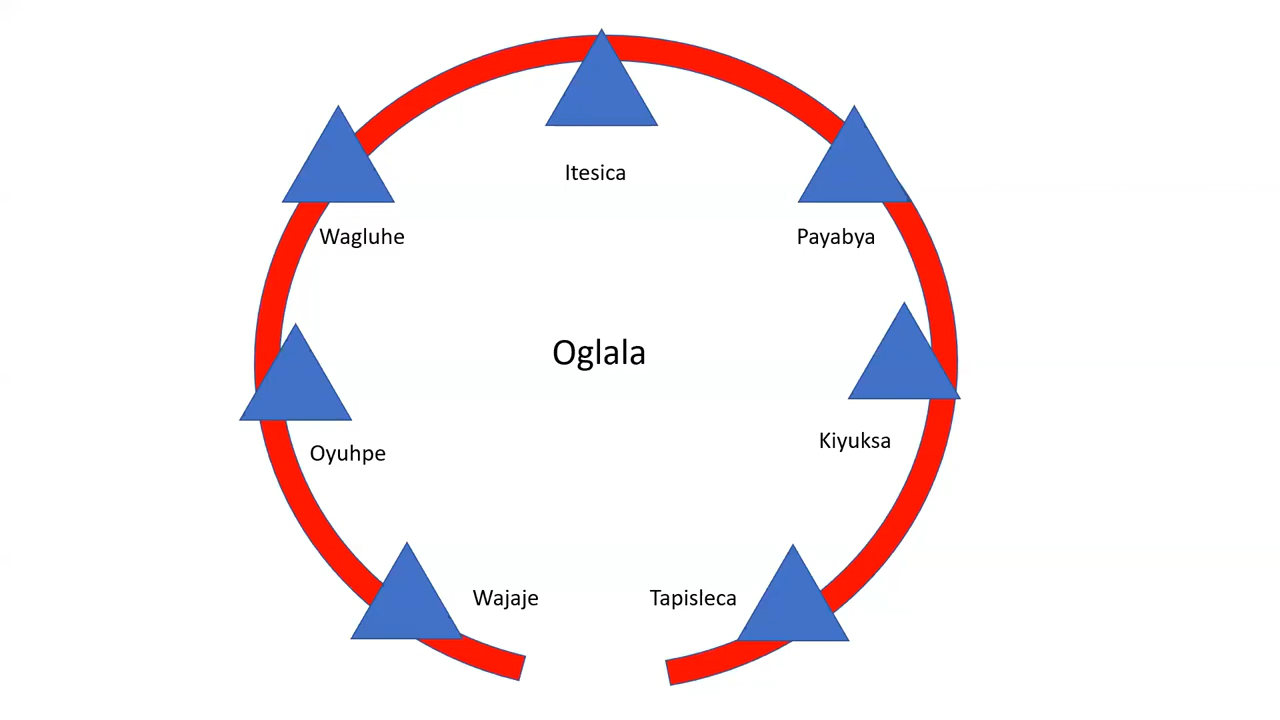 Itesica
Wagluhe
Payabya
Oglala
Kiyuksa
Oyuhpe
Wajaje
Tapisleca